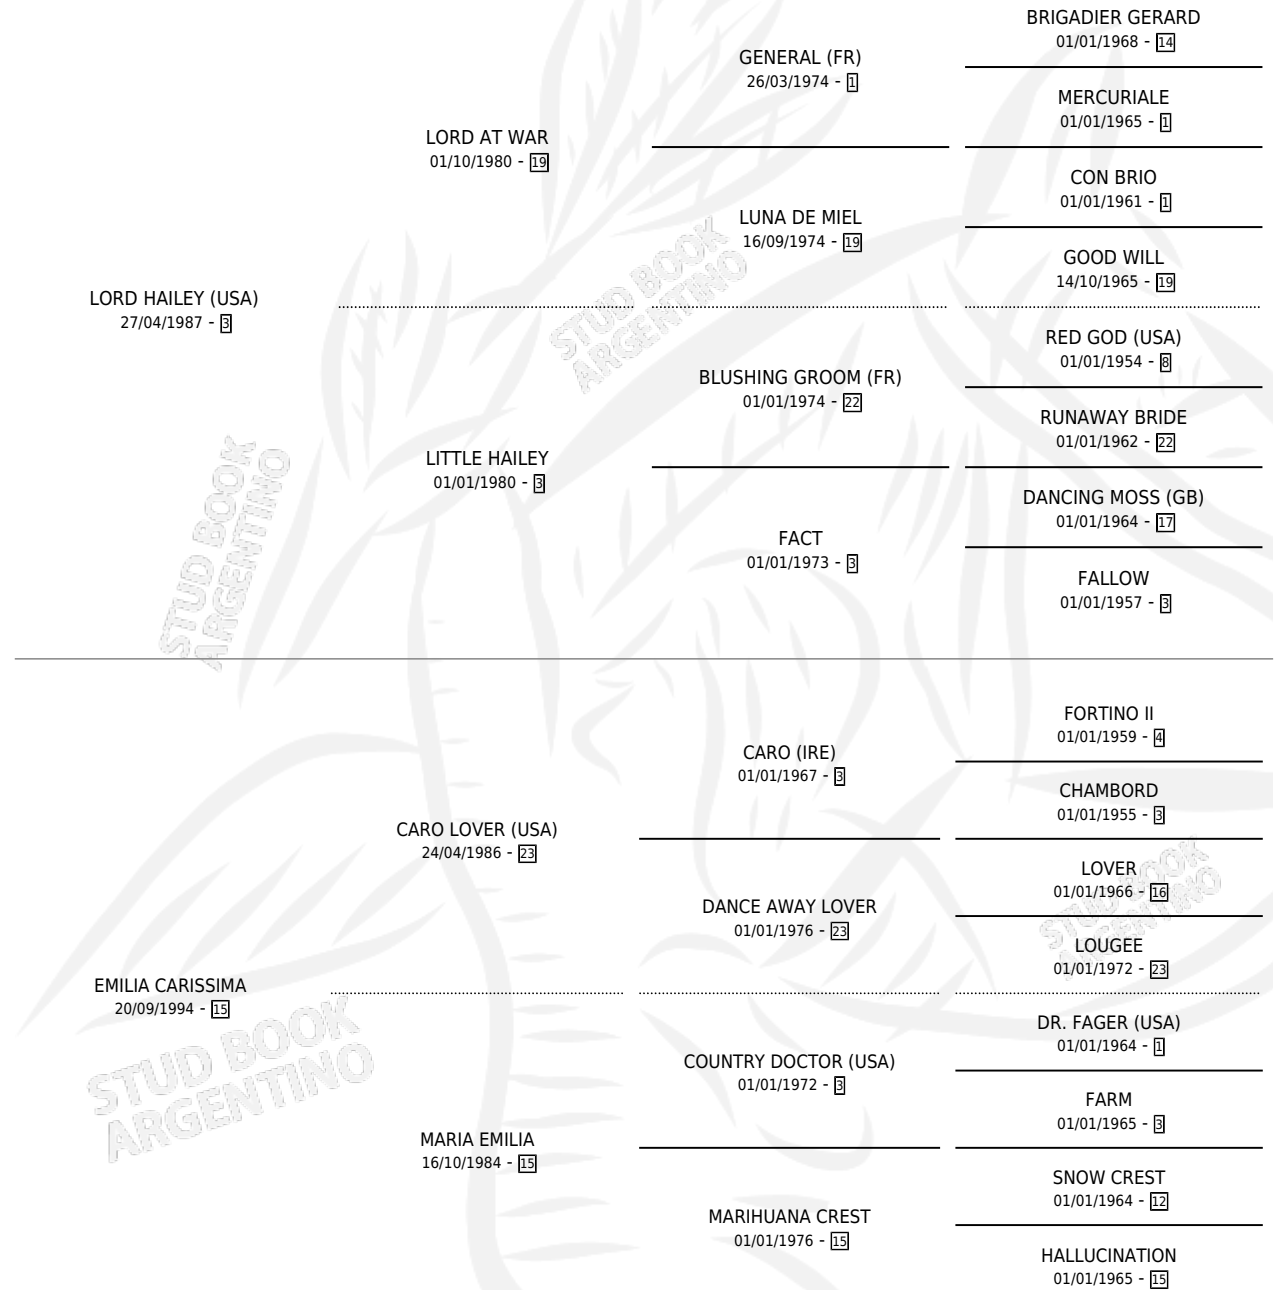 BRIGADIER GERARD
01/01/1968 - 14
GENERAL (FR)
26/03/1974 - 1
MERCURIALE
01/01/1965 - 1
LORD AT WAR
01/10/1980 - 19
CON BRIO
01/01/1961 - 1
LUNA DE MIEL
16/09/1974 - 19
GOOD WILL
14/10/1965 - 19
LORD HAILEY (USA)
27/04/1987 - 3
RED GOD (USA)
01/01/1954 - 8
BLUSHING GROOM (FR)
01/01/1974 - 22
RUNAWAY BRIDE
01/01/1962 - 22
LITTLE HAILEY
01/01/1980 - 3
DANCING MOSS (GB)
01/01/1964 - 17
FACT
01/01/1973 - 3
FALLOW
01/01/1957 - 3
STUD BOOK
ARGENTINO
STUD BOOK
ARGENTINO
FORTINO II
01/01/1959 - 4
CARO (IRE)
01/01/1967 - 3
CHAMBORD
01/01/1955 - 3
CARO LOVER (USA)
24/04/1986 - 23
LOVER
01/01/1966 - 16
DANCE AWAY LOVER
01/01/1976 - 23
LOUGEE
01/01/1972 - 23
STUD BOOK
ARGENTINO
EMILIA CARISSIMA
20/09/1994 - 15
DR. FAGER (USA)
01/01/1964 - 1
COUNTRY DOCTOR (USA)
01/01/1972 - 3
FARM
01/01/1965 - 3
MARIA EMILIA
16/10/1984 - 15
SNOW CREST
01/01/1964 - 12
MARIHUANA CREST
01/01/1976 - 15
HALLUCINATION
01/01/1965 - 15
STUD BOOK
ARGENTINO